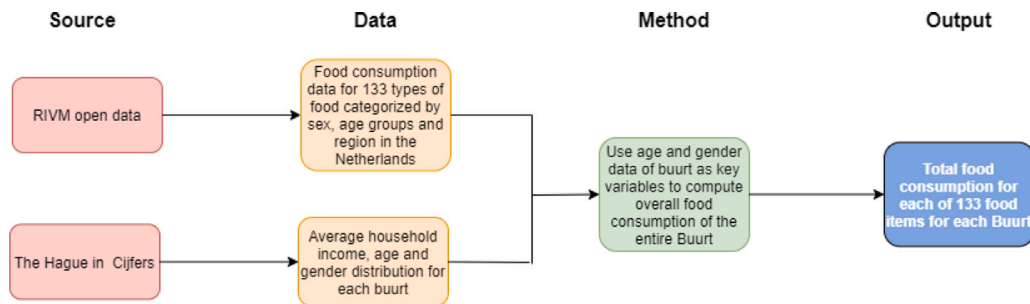 Source
Data
Method
Output
RIVM open data
Food consumption
data for 133 types of
food categorized by
sex, age groups and
region in the
Netherlands
Use age and gender
data of buurt as key
variables to compute
overall food
consumption of the
entire Buurt
Total food
consumption for
each of 133 food
items for each Buurt
The Hague in Cijfers
Average household
income, age and
gender distribution for
each buurt